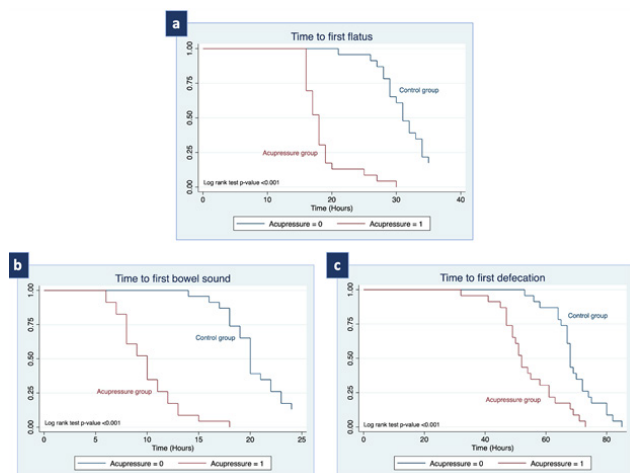 a
Time to first flatus
1.00
0.75
0.50
0.25
0.00
Control group
Acupressure group
Log rank test p-value <0.001
0 10 20 30 40
Time (Hours)
Acupressure = 0 Acupressure = 1
b
Time to first bowel sound
1.00
0.75
0.50
0.25
0.00
Control group
Acupressure group
Log rank test p-value <0.001
0 5 10 15 20 25
Time (Hours)
Acupressure = 0 Acupressure = 1
c
Time to first defecation
1.00
0.75
0.50
0.25
0.00
Control group
Acupressure group
Log rank test p-value <0.001
0 20 40 60 80
Time (Hours)
Acupressure = 0 Acupressure = 1